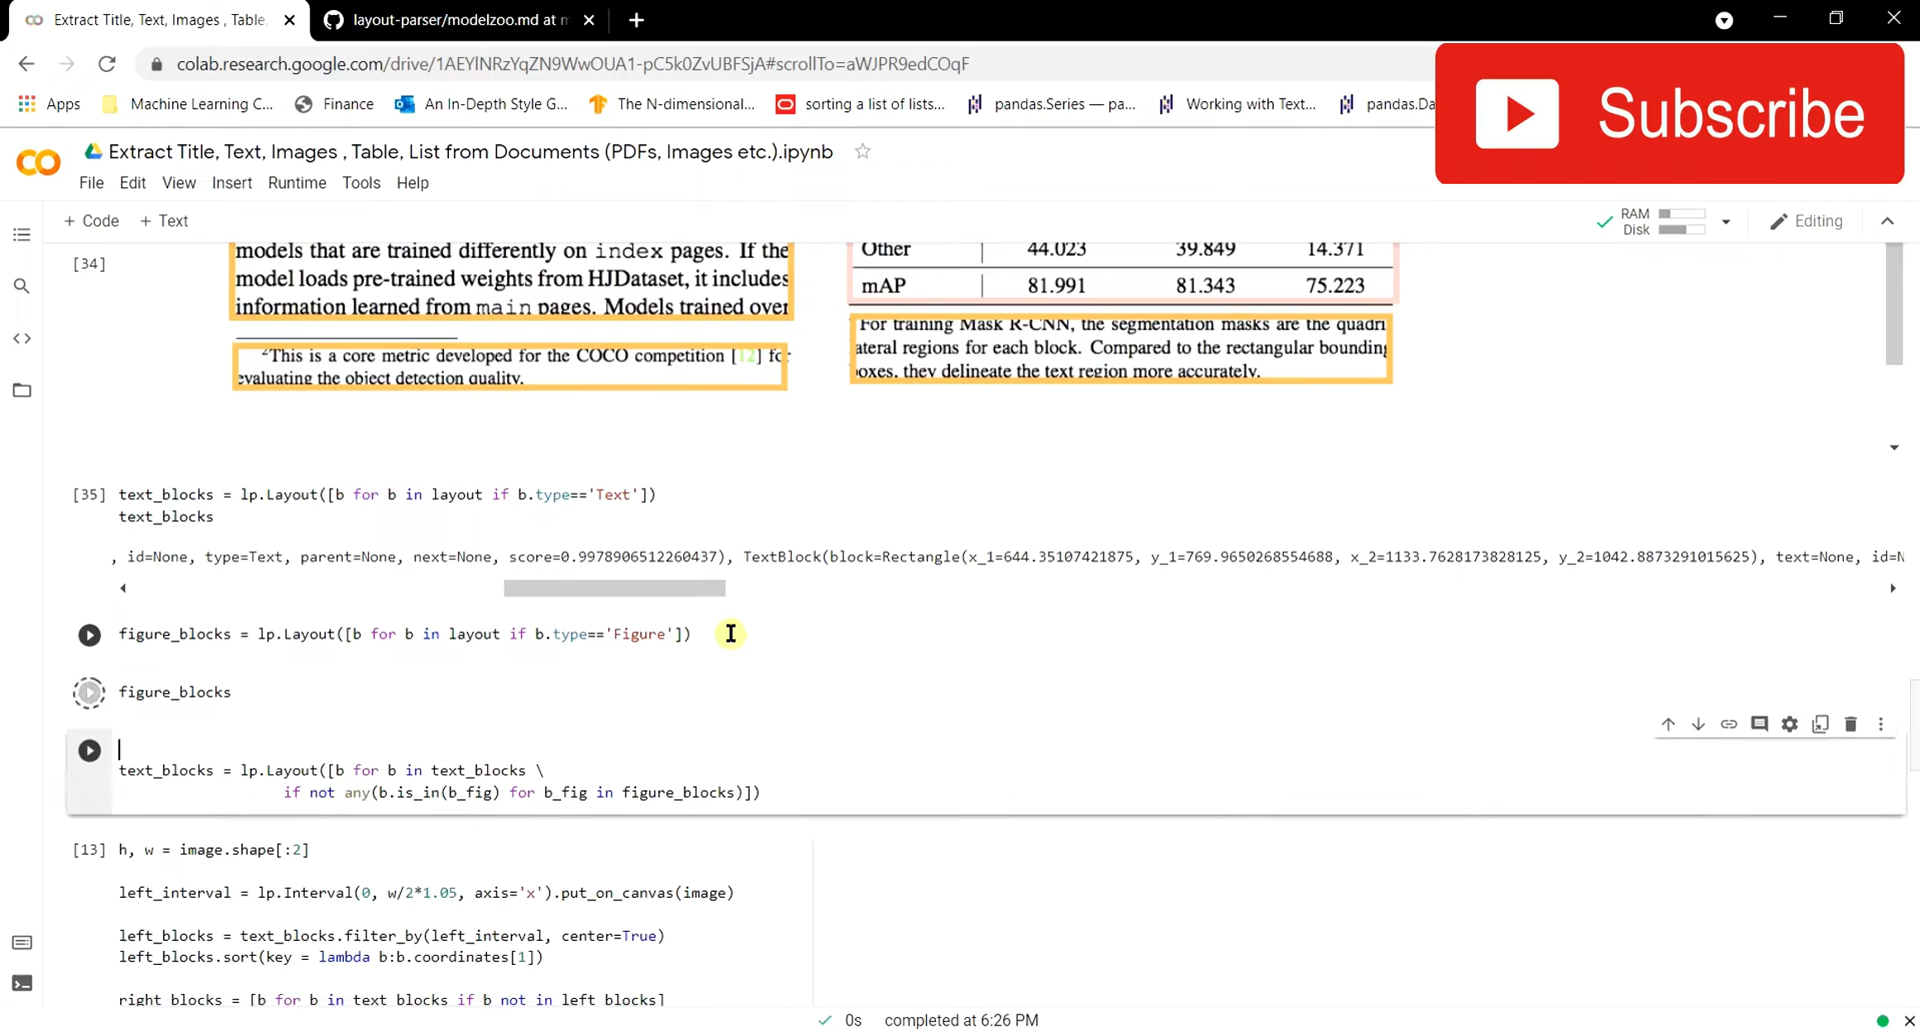 Extract Title, Text, Images , Table,
layout-parser/modelzoo.md at m
colab.research.google.com/drive/1AEYlNRzYqZN9WwOUA1-pC5k0ZvUBFSjA#scrollTo=aWJPR9edCOqF
Subscribe
Apps
Machine Learning C...
Finance
An In-Depth Style G...
The N-dimensional...
sorting a list of lists...
pandas.Series — pa...
Working with Text...
pandas.Da
Extract Title, Text, Images , Table, List from Documents (PDFs, Images etc.).ipynb
File Edit View Insert Runtime Tools Help
+ Code + Text
RAM
Disk
Editing
[34]
models that are trained differently on index pages. If the
model loads pre-trained weights from HJDataset, it includes
information learned from main pages. Models trained over
2This is a core metric developed for the COCO competition [12] for
evaluating the object detection quality.
Other 44.023 39.849 14.371
mAP 81.991 81.343 75.223
For training Mask R-CNN, the segmentation masks are the quadri
lateral regions for each block. Compared to the rectangular bounding
boxes, they delineate the text region more accurately.
[35] text_blocks = lp.Layout([b for b in layout if b.type=='Text'])
text_blocks
, id=None, type=Text, parent=None, next=None, score=0.9978906512260437), TextBlock(block=Rectangle(x_1=644.35107421875, y_1=769.9650268554688, x_2=1133.7628173828125, y_2=1042.8873291015625), text=None, id=N
figure_blocks = lp.Layout([b for b in layout if b.type=='Figure'])
figure_blocks
text_blocks = lp.Layout([b for b in text_blocks \
if not any(b.is_in(b_fig) for b_fig in figure_blocks)])
[13] h, w = image.shape[:2]
left_interval = lp.Interval(0, w/2*1.05, axis='x').put_on_canvas(image)
left_blocks = text_blocks.filter_by(left_interval, center=True)
left_blocks.sort(key = lambda b:b.coordinates[1])
right_blocks = [b for b in text_blocks if b not in left_blocks]
0s completed at 6:26 PM